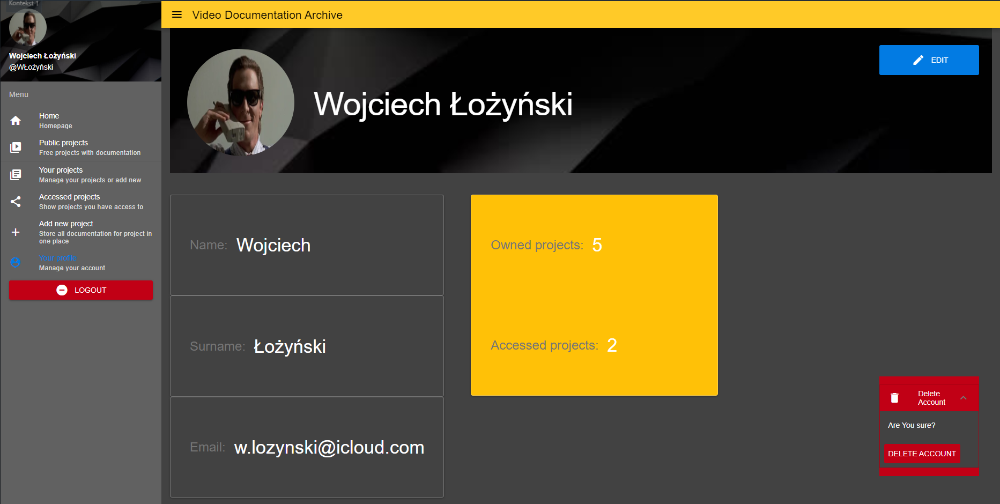 Kontekst 1
Wojciech Łożyński
@WŁożyński
Menu
Home
Homepage
Public projects
Free projects with documentation
Your projects
Manage your projects or add new
Accessed projects
Show projects you have access to
Add new project
Store all documentation for project in
one place
Your profile
Manage your account
LOGOUT
Video Documentation Archive
EDIT
Wojciech Łożyński
Name: Wojciech
Surname: Łożyński
Email: w.lozynski@icloud.com
Owned projects: 5
Accessed projects: 2
Delete
Account
Are You sure?
DELETE ACCOUNT